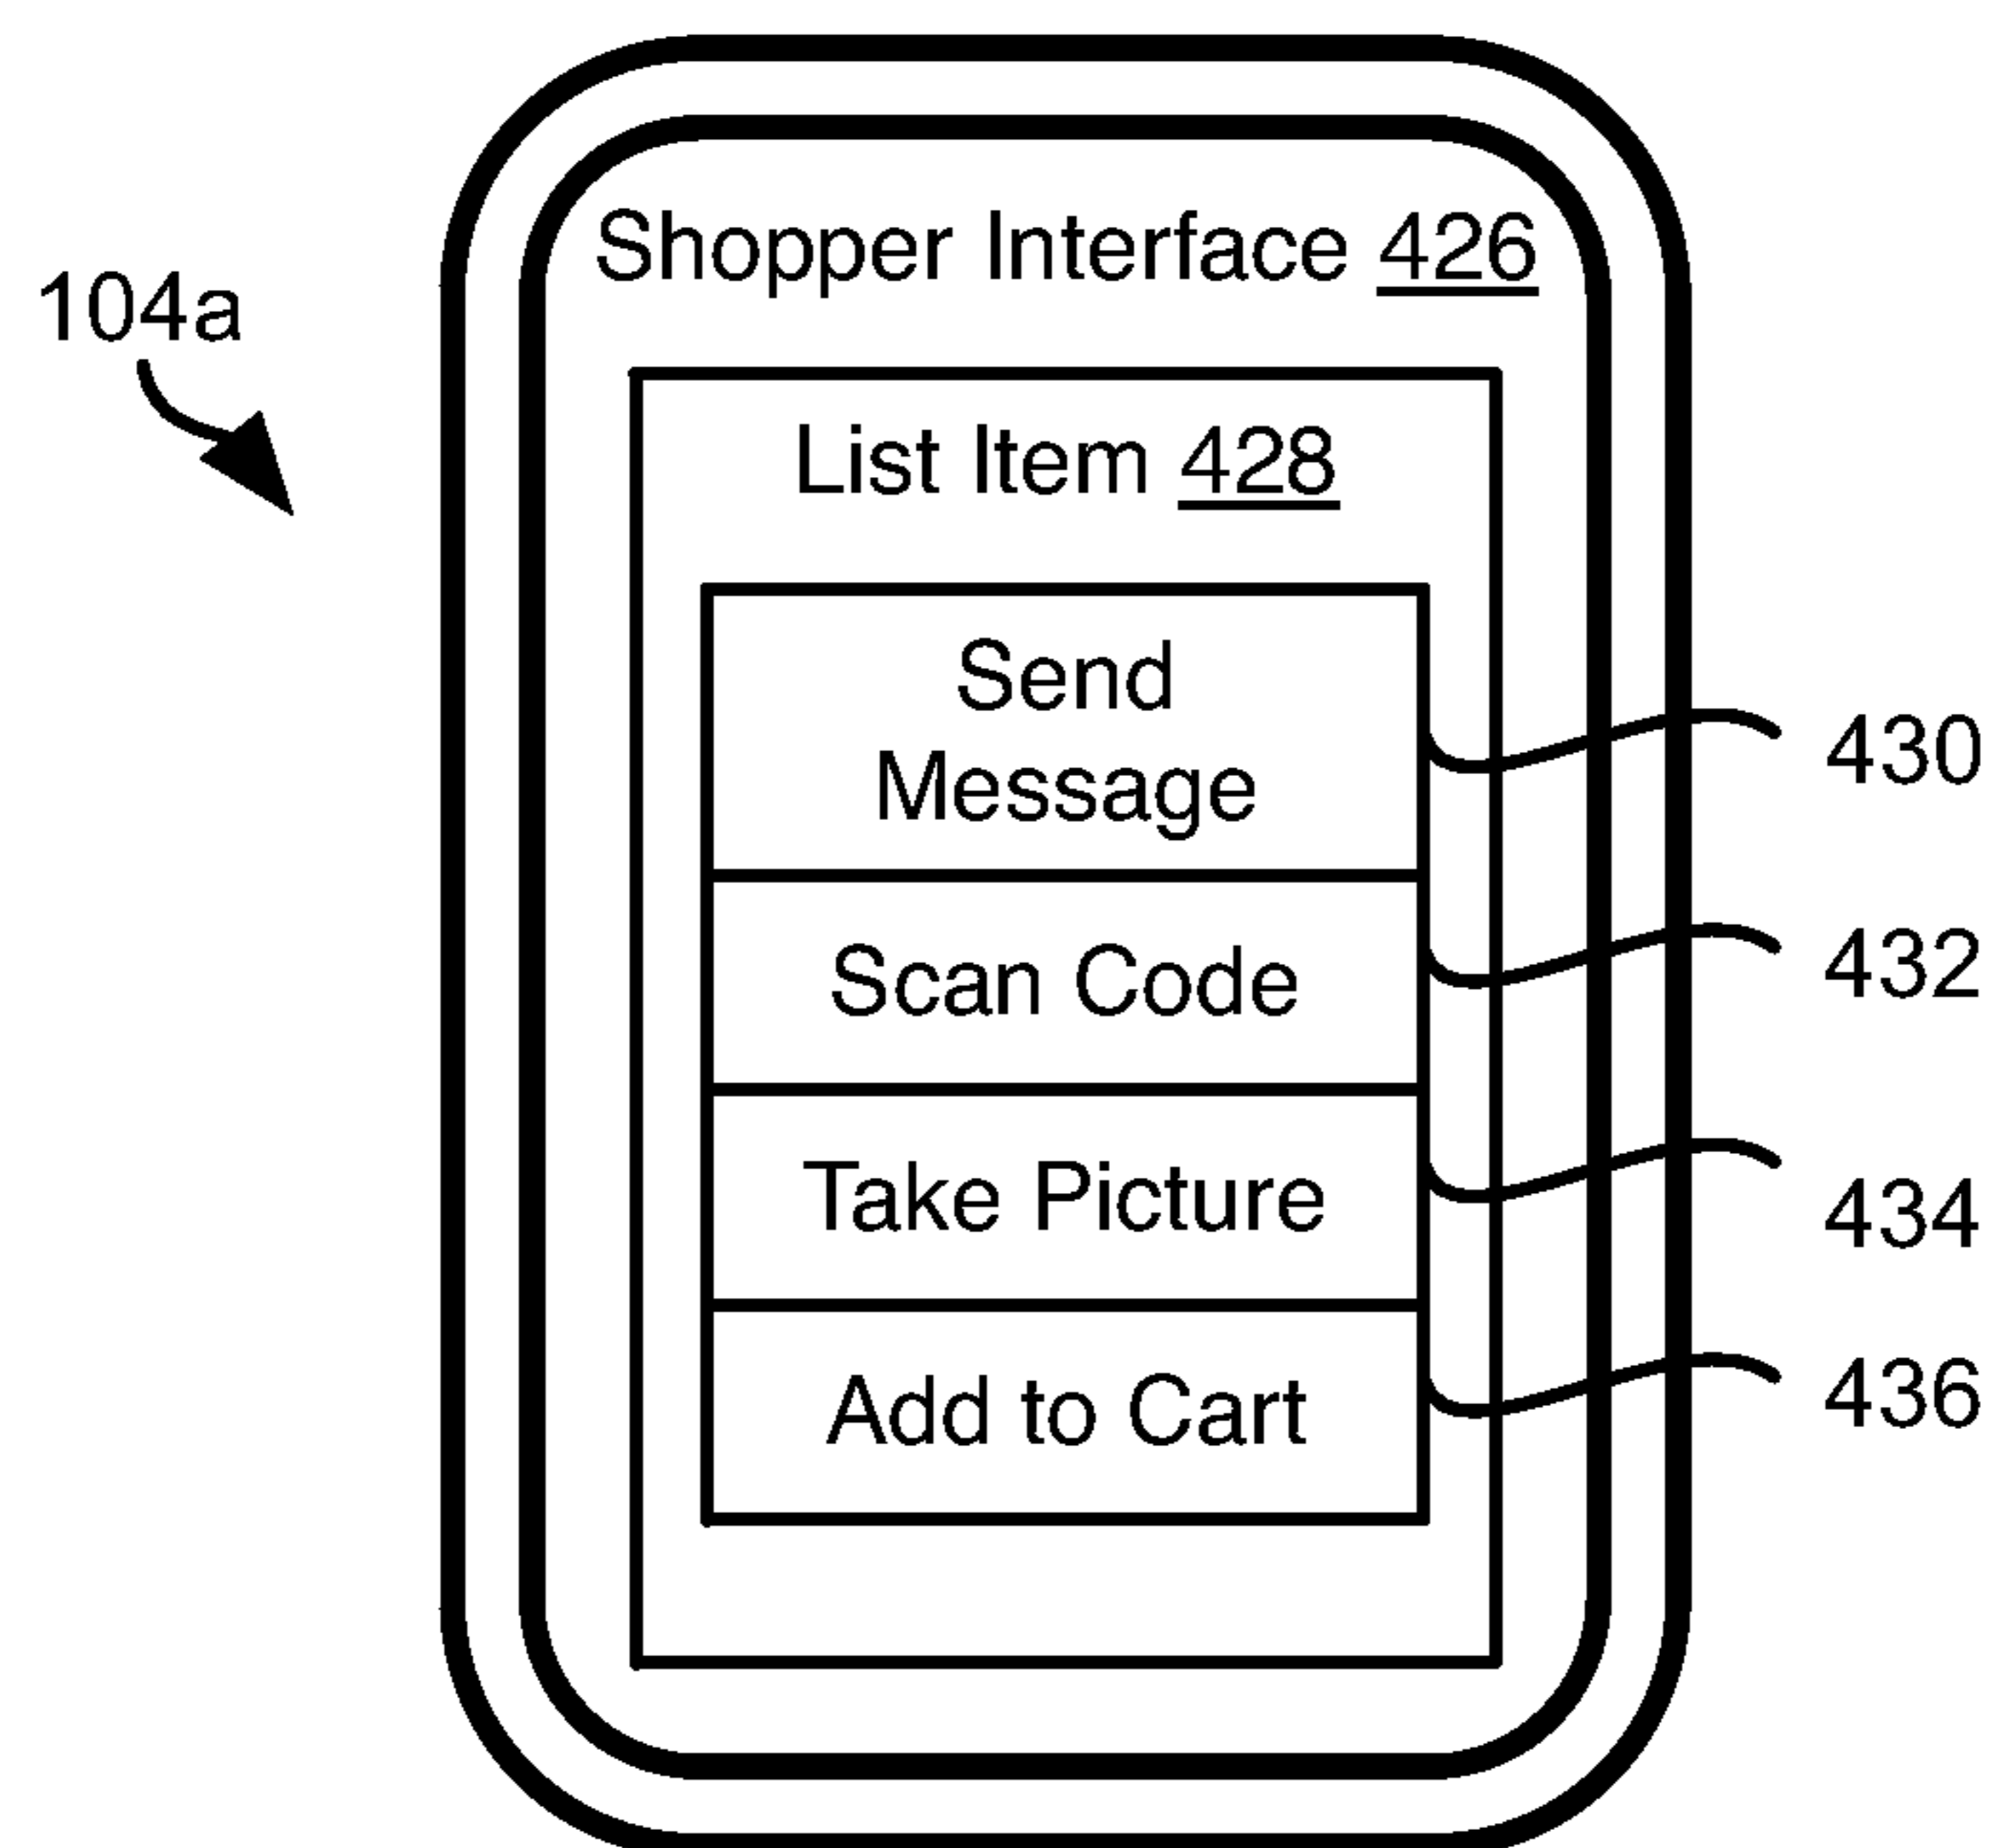 Shopper Interface 426
104a
List Item 428
Send
Message
430
Scan Code
432
Take Picture
434
Add to Cart
436